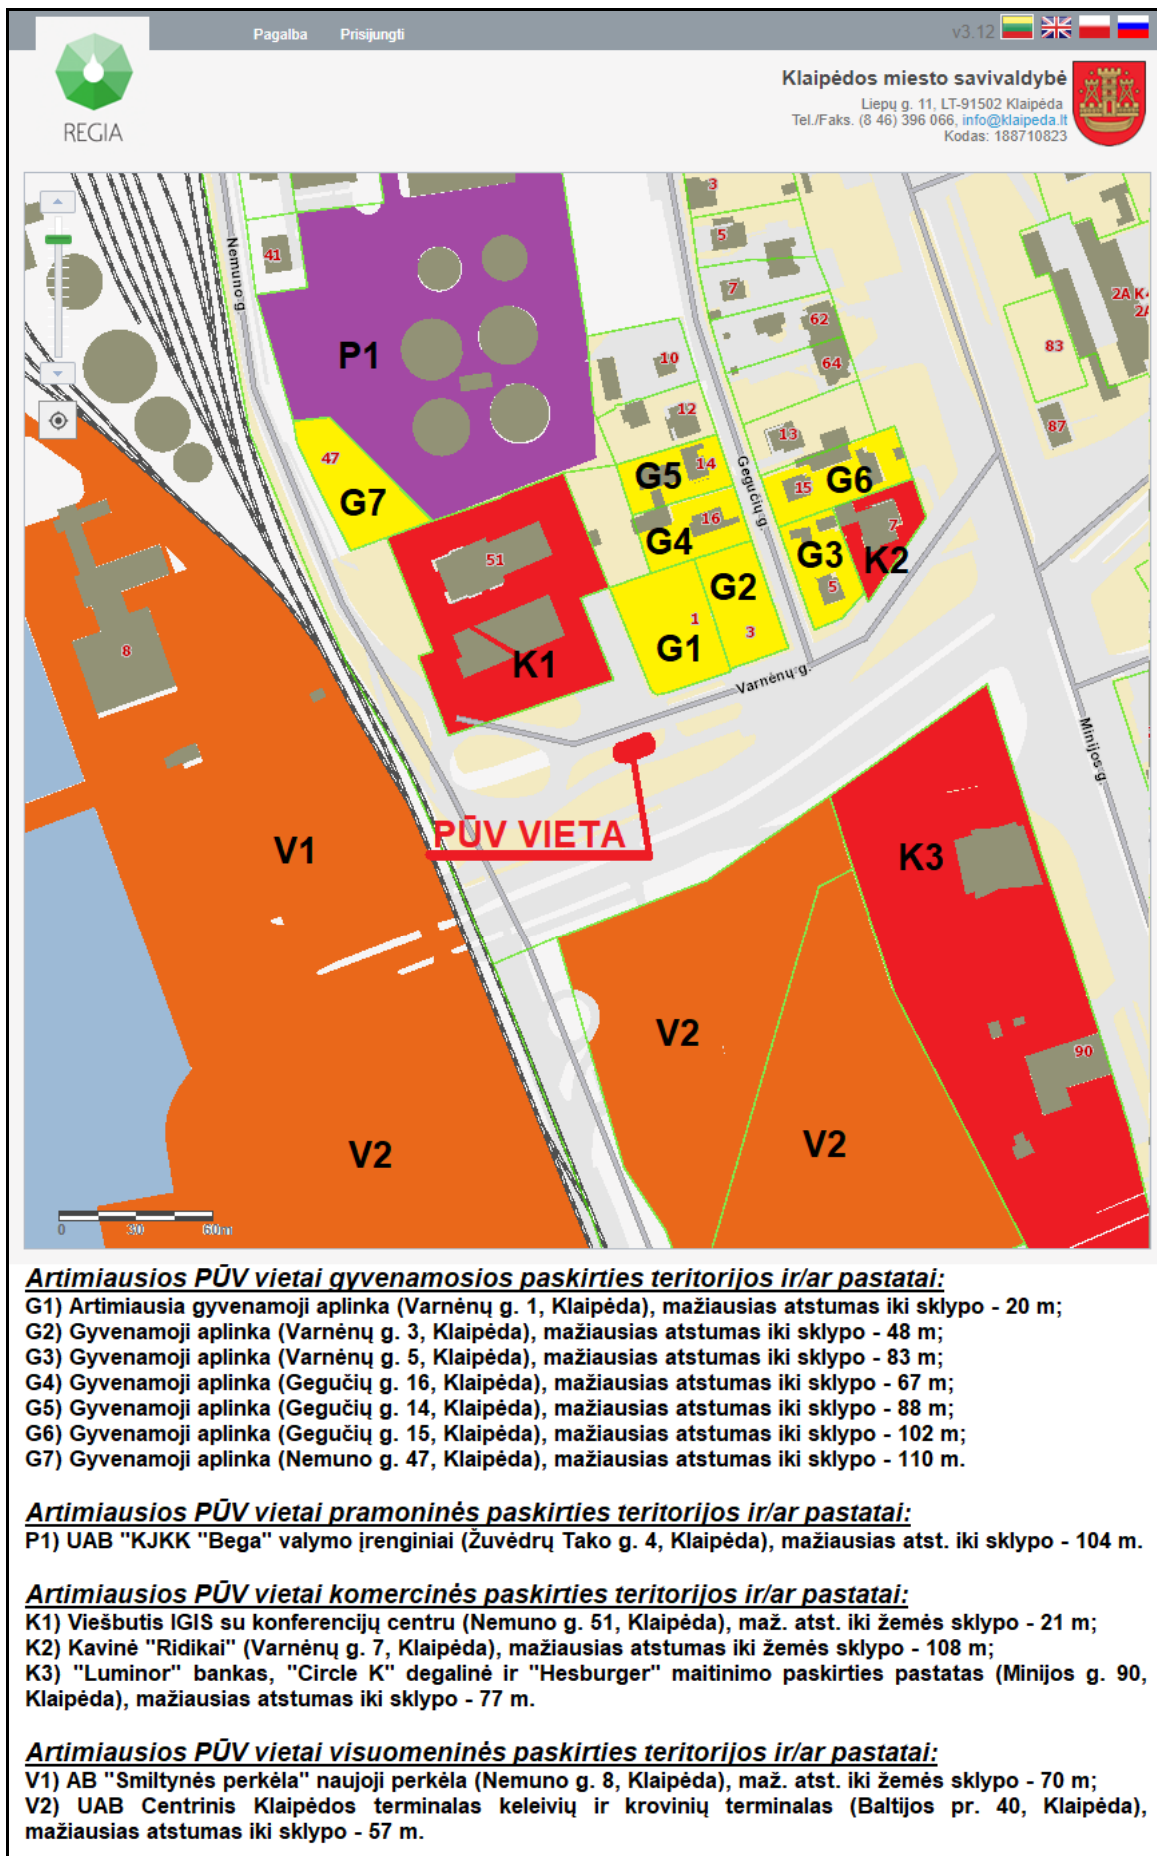 Pagalba Prisijungti v3.12
REGIA
Klaipėdos miesto savivaldybė
Liepų g. 11, LT-91502 Klaipėda
Tel./Faks. (8 46) 396 066, info@klaipeda.lt
Kodas: 188710823
3
5
41
7
Nemuno g.
2A K4
2A
62
P1
83
10
64
12
87
13
47
G5
14
Gegučių g.
G6
15
G7
16
7
G4
G3
K2
51
G2
5
1
3
G1
K1
8
Varnėnų g.
Minijos g.
PŪV VIETA
V1
K3
V2
90
V2
V2
0 30 60m
Artimiausios PŪV vietai gyvenamosios paskirties teritorijos ir/ar pastatai:
G1) Artimiausia gyvenamoji aplinka (Varnėnų g. 1, Klaipėda), mažiausias atstumas iki sklypo - 20 m;
G2) Gyvenamoji aplinka (Varnėnų g. 3, Klaipėda), mažiausias atstumas iki sklypo - 48 m;
G3) Gyvenamoji aplinka (Varnėnų g. 5, Klaipėda), mažiausias atstumas iki sklypo - 83 m;
G4) Gyvenamoji aplinka (Gegučių g. 16, Klaipėda), mažiausias atstumas iki sklypo - 67 m;
G5) Gyvenamoji aplinka (Gegučių g. 14, Klaipėda), mažiausias atstumas iki sklypo - 88 m;
G6) Gyvenamoji aplinka (Gegučių g. 15, Klaipėda), mažiausias atstumas iki sklypo - 102 m;
G7) Gyvenamoji aplinka (Nemuno g. 47, Klaipėda), mažiausias atstumas iki sklypo - 110 m.
Artimiausios PŪV vietai pramoninės paskirties teritorijos ir/ar pastatai:
P1) UAB "KJKK "Bega" valymo įrenginiai (Žuvėdrų Tako g. 4, Klaipėda), mažiausias atst. iki sklypo - 104 m.
Artimiausios PŪV vietai komercinės paskirties teritorijos ir/ar pastatai:
K1) Viešbutis IGIS su konferencijų centru (Nemuno g. 51, Klaipėda), maž. atst. iki žemės sklypo - 21 m;
K2) Kavinė "Ridikai" (Varnėnų g. 7, Klaipėda), mažiausias atstumas iki žemės sklypo - 108 m;
K3) "Luminor" bankas, "Circle K" degalinė ir "Hesburger" maitinimo paskirties pastatas (Minijos g. 90,
Klaipėda), mažiausias atstumas iki sklypo - 77 m.
Artimiausios PŪV vietai visuomeninės paskirties teritorijos ir/ar pastatai:
V1) AB "Smiltynės perkėla" naujoji perkėla (Nemuno g. 8, Klaipėda), maž. atst. iki žemės sklypo - 70 m;
V2) UAB Centrinis Klaipėdos terminalas keleivių ir krovinių terminalas (Baltijos pr. 40, Klaipėda),
mažiausias atstumas iki sklypo - 57 m.